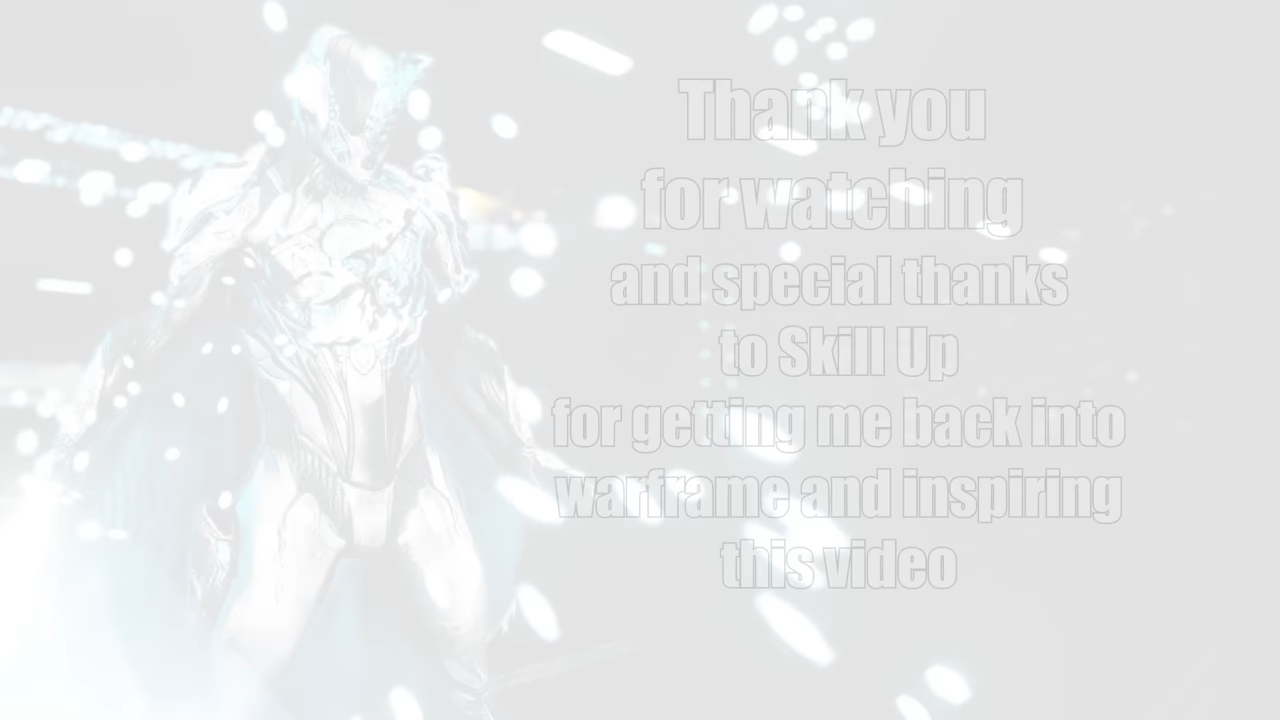 Thank you
for watching
and special thanks
to Skill Up
for getting me back into
warframe and inspiring
this video